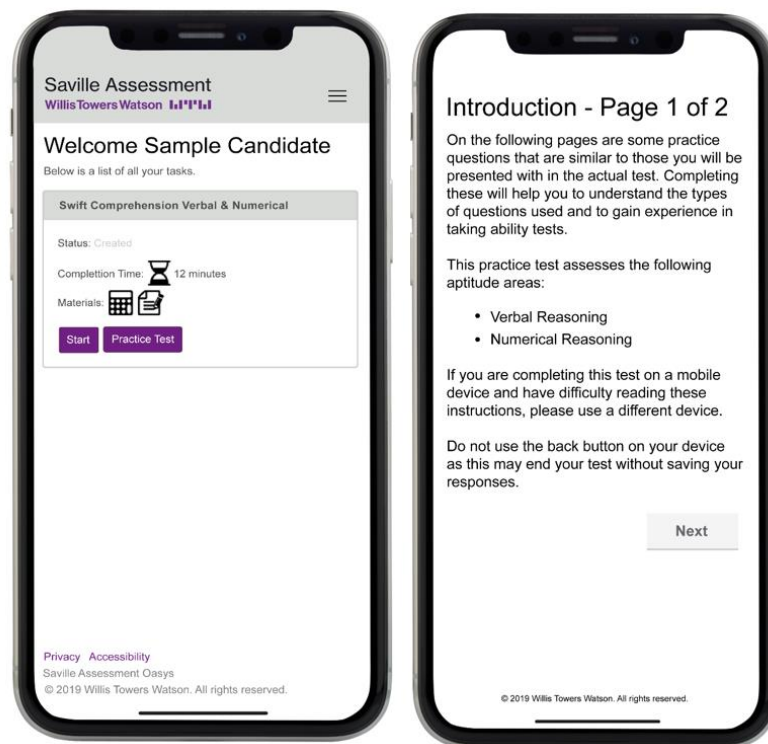 Saville Assessment
Willis Towers Watson
Welcome Sample Candidate
Below is a list of all your tasks.
Swift Comprehension Verbal & Numerical
Status: Created
Complettion Time: 12 minutes
Materials:
Start Practice Test
Privacy Accessibility
Saville Assessment Oasys
© 2019 Willis Towers Watson. All rights reserved.
Introduction - Page 1 of 2
On the following pages are some practice
questions that are similar to those you will be
presented with in the actual test. Completing
these will help you to understand the types
of questions used and to gain experience in
taking ability tests.
This practice test assesses the following
aptitude areas:
• Verbal Reasoning
• Numerical Reasoning
If you are completing this test on a mobile
device and have difficulty reading these
instructions, please use a different device.
Do not use the back button on your device
as this may end your test without saving your
responses.
Next
© 2019 Willis Towers Watson. All rights reserved.